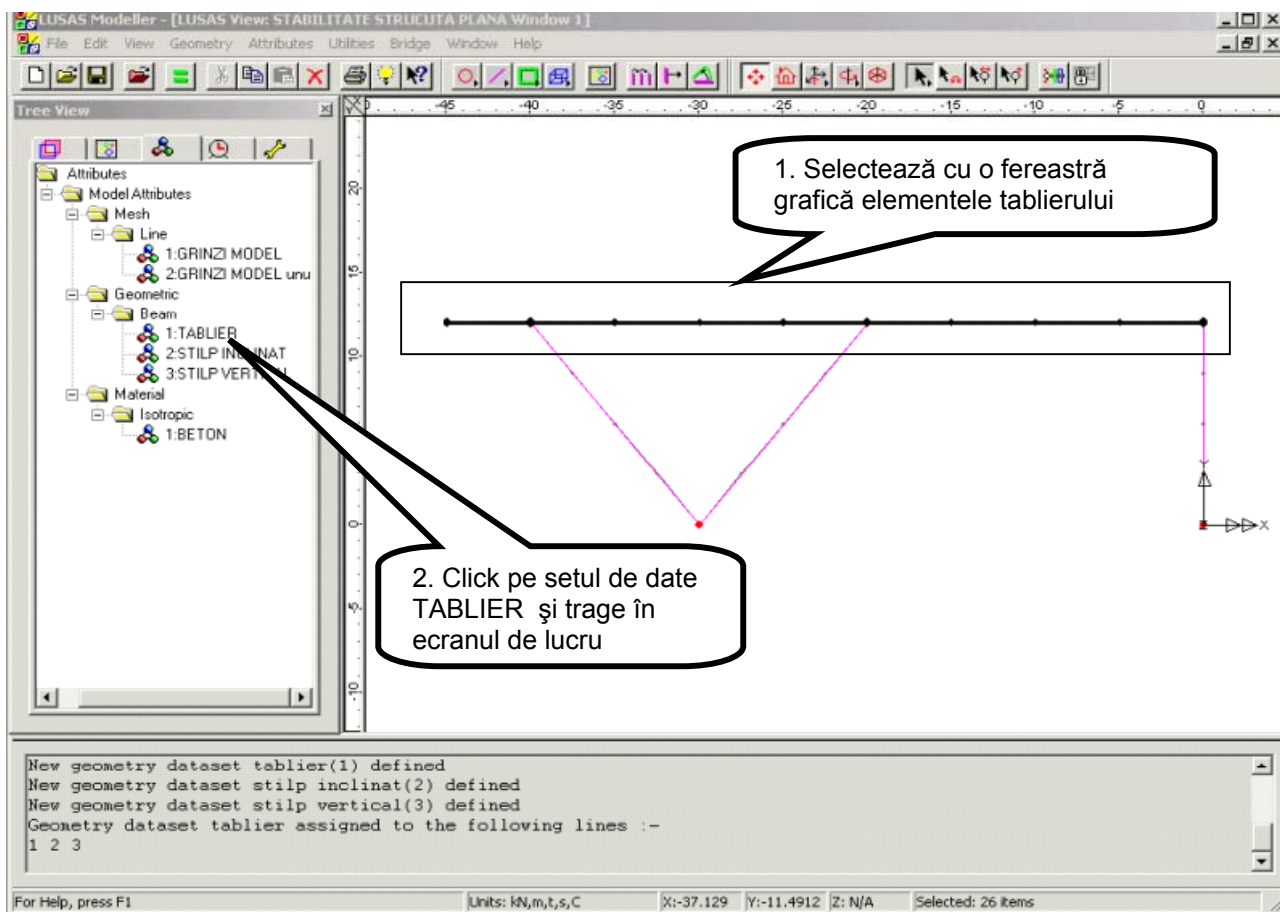 LUSAS Modeller - [LUSAS View: STABILITATE STRUCUTA PLANA Window 1]
File Edit View Geometry Attributes Utilities Bridge Window Help
Tree View
-45 -40 -35 -30 -25 -20 -15 -10 -5 0
Attributes
Model Attributes
Mesh
Line
1:GRINZI MODEL
2:GRINZI MODEL unu
Geometric
Beam
1:TABLIER
2:STILP INCLINAT
3:STILP VERTICAL
Material
Isotropic
1:BETON
20
15
10
0
-5
-10
1. Selectează cu o fereastră
grafică elementele tablierului
Y
X
2. Click pe setul de date
TABLIER şi trage în
ecranul de lucru
New geometry dataset tablier(1) defined
New geometry dataset stilp inclinat(2) defined
New geometry dataset stilp vertical(3) defined
Geometry dataset tablier assigned to the following lines :-
1 2 3
For Help, press F1 Units: kN,m,t,s,C X:-37.129 Y:-11.4912 Z: N/A Selected: 26 items